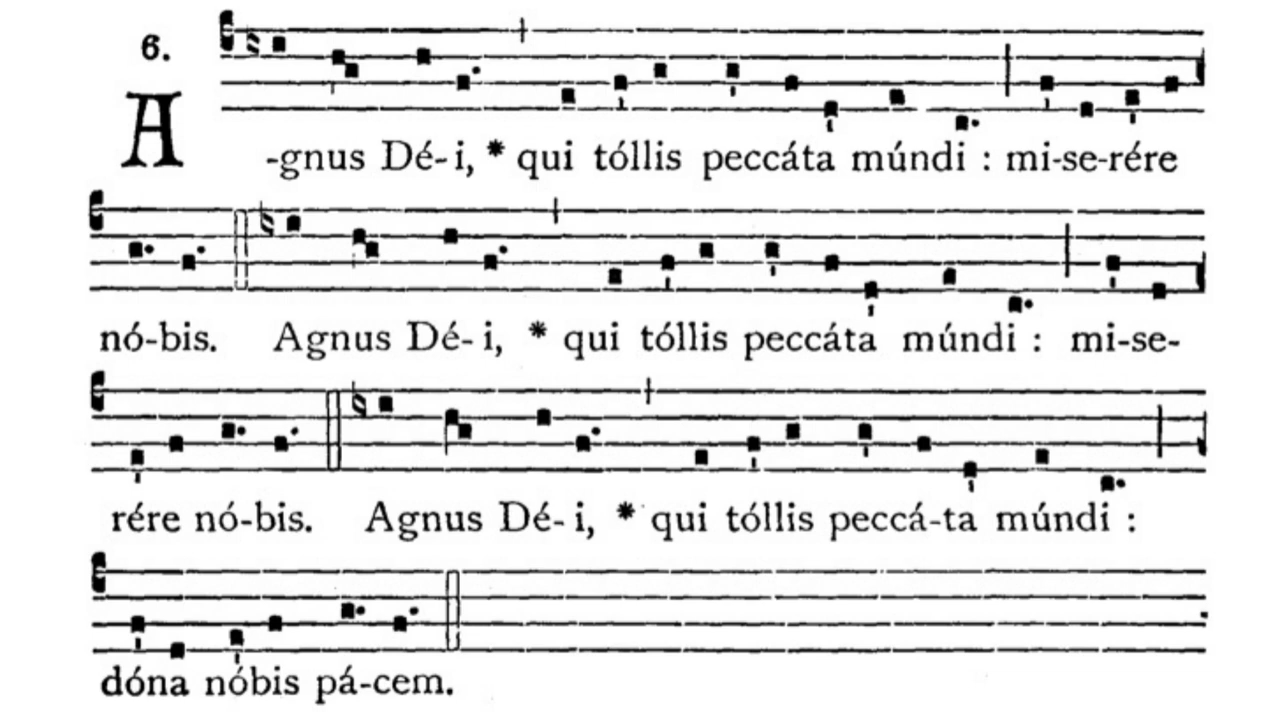 6.
A-gnus Dé-i, * qui tóllis peccáta múndi : mi-se-rére
nó-bis. Agnus Dé-i, * qui tóllis peccáta múndi : mi-se-
rére nó-bis. Agnus Dé-i, * qui tóllis peccá-ta múndi :
dóna nóbis pá-cem.